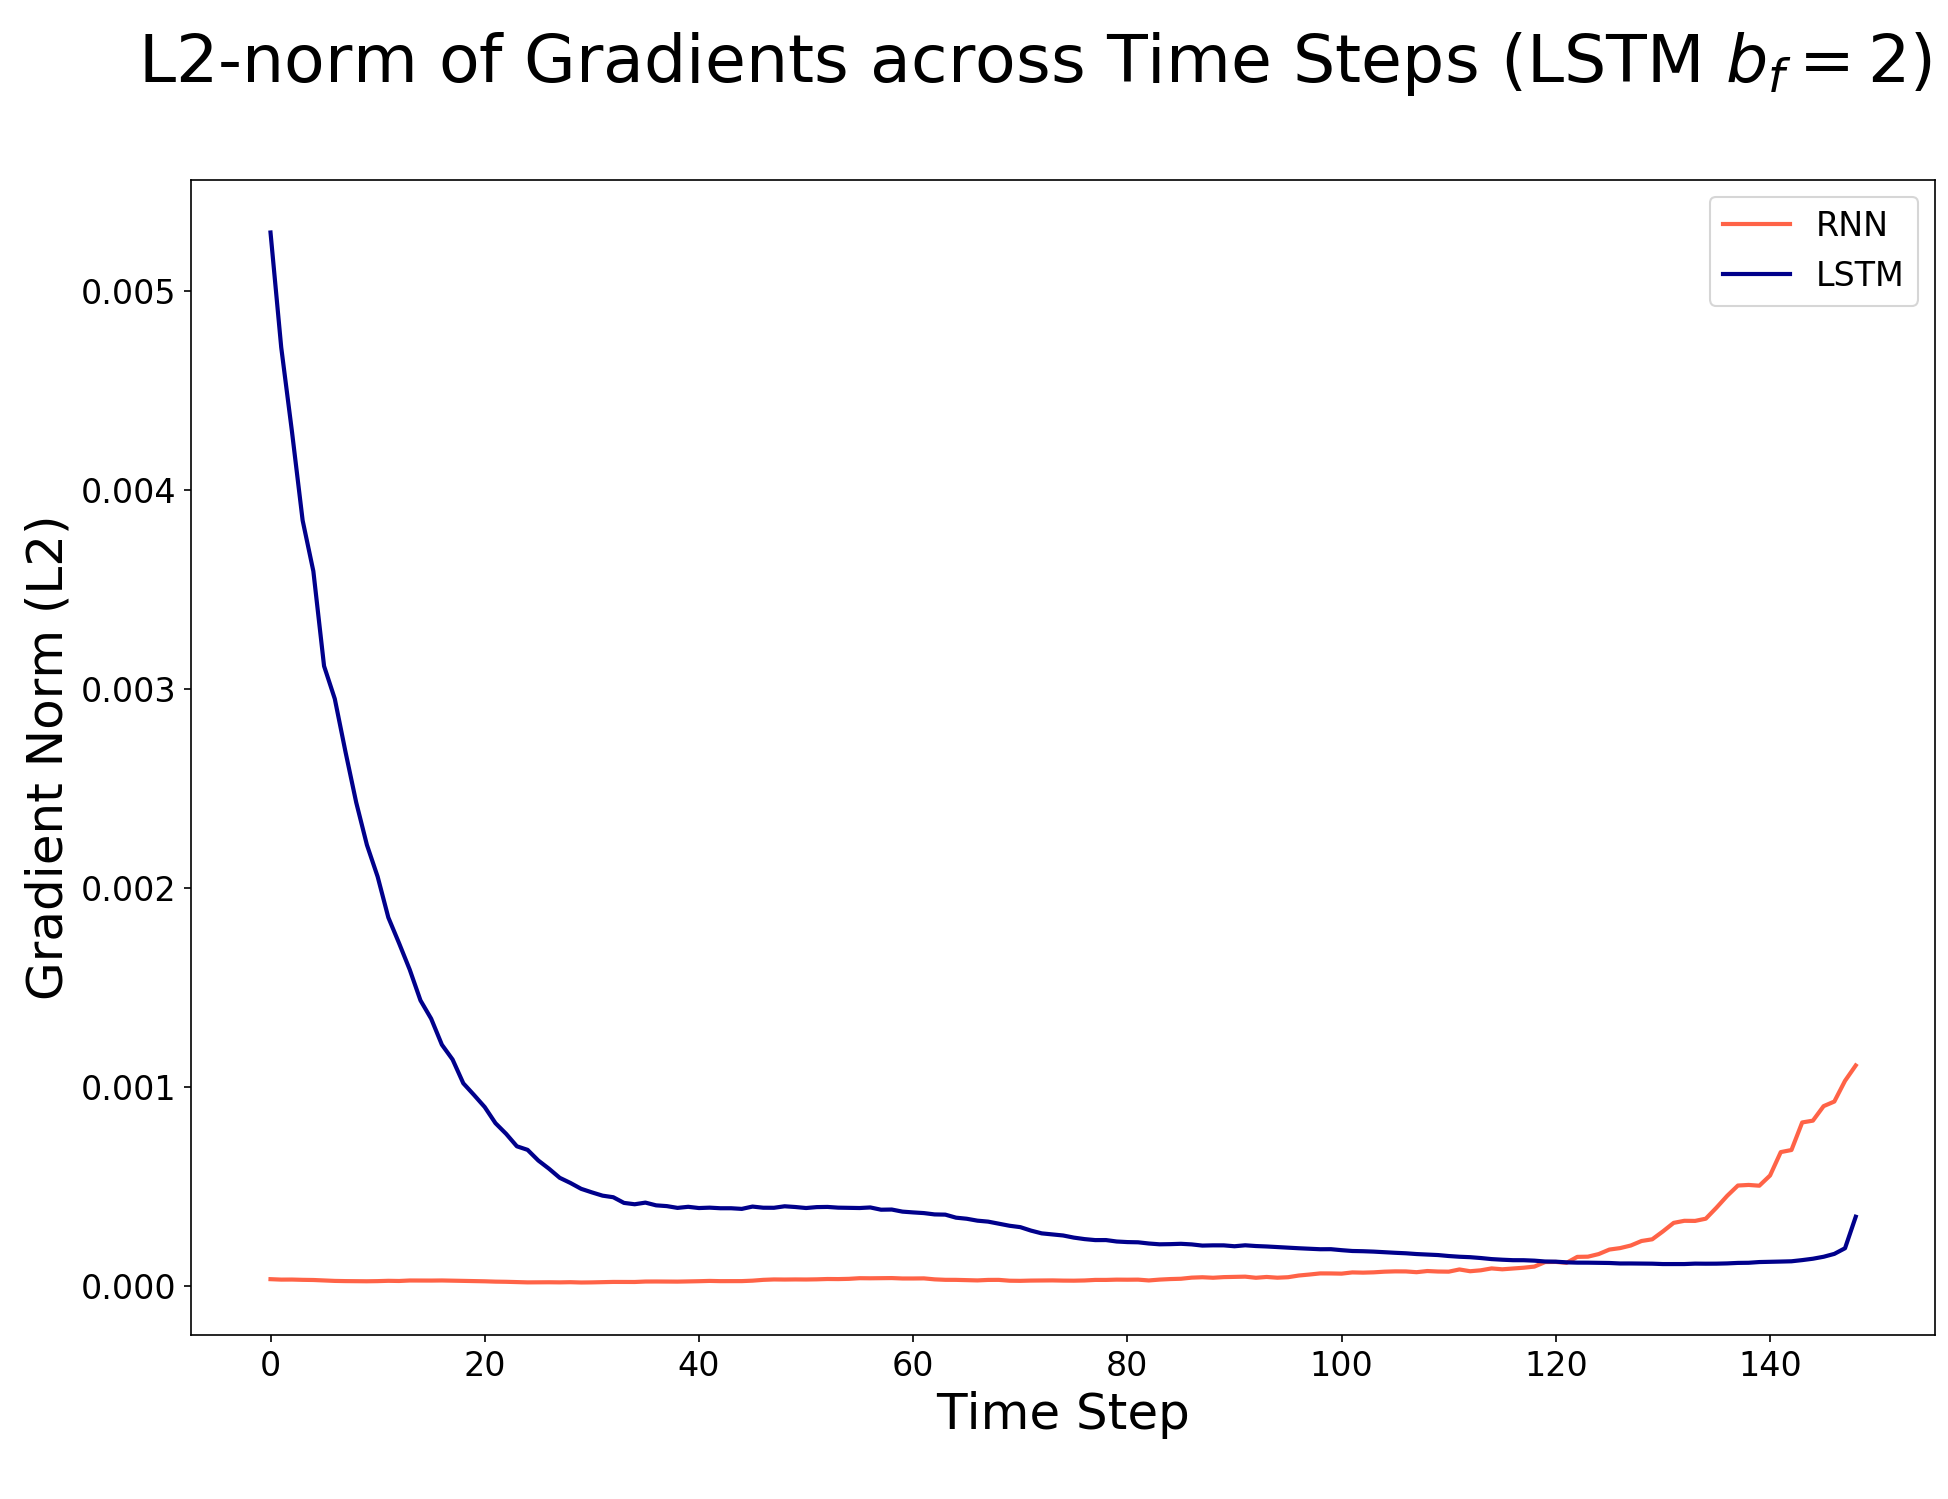 L2-norm of Gradients across Time Steps (LSTM $b_f = 2$)
RNN
LSTM
Gradient Norm (L2)
0.005
0.004
0.003
0.002
0.001
0.000
0 20 40 60 80 100 120 140
Time Step